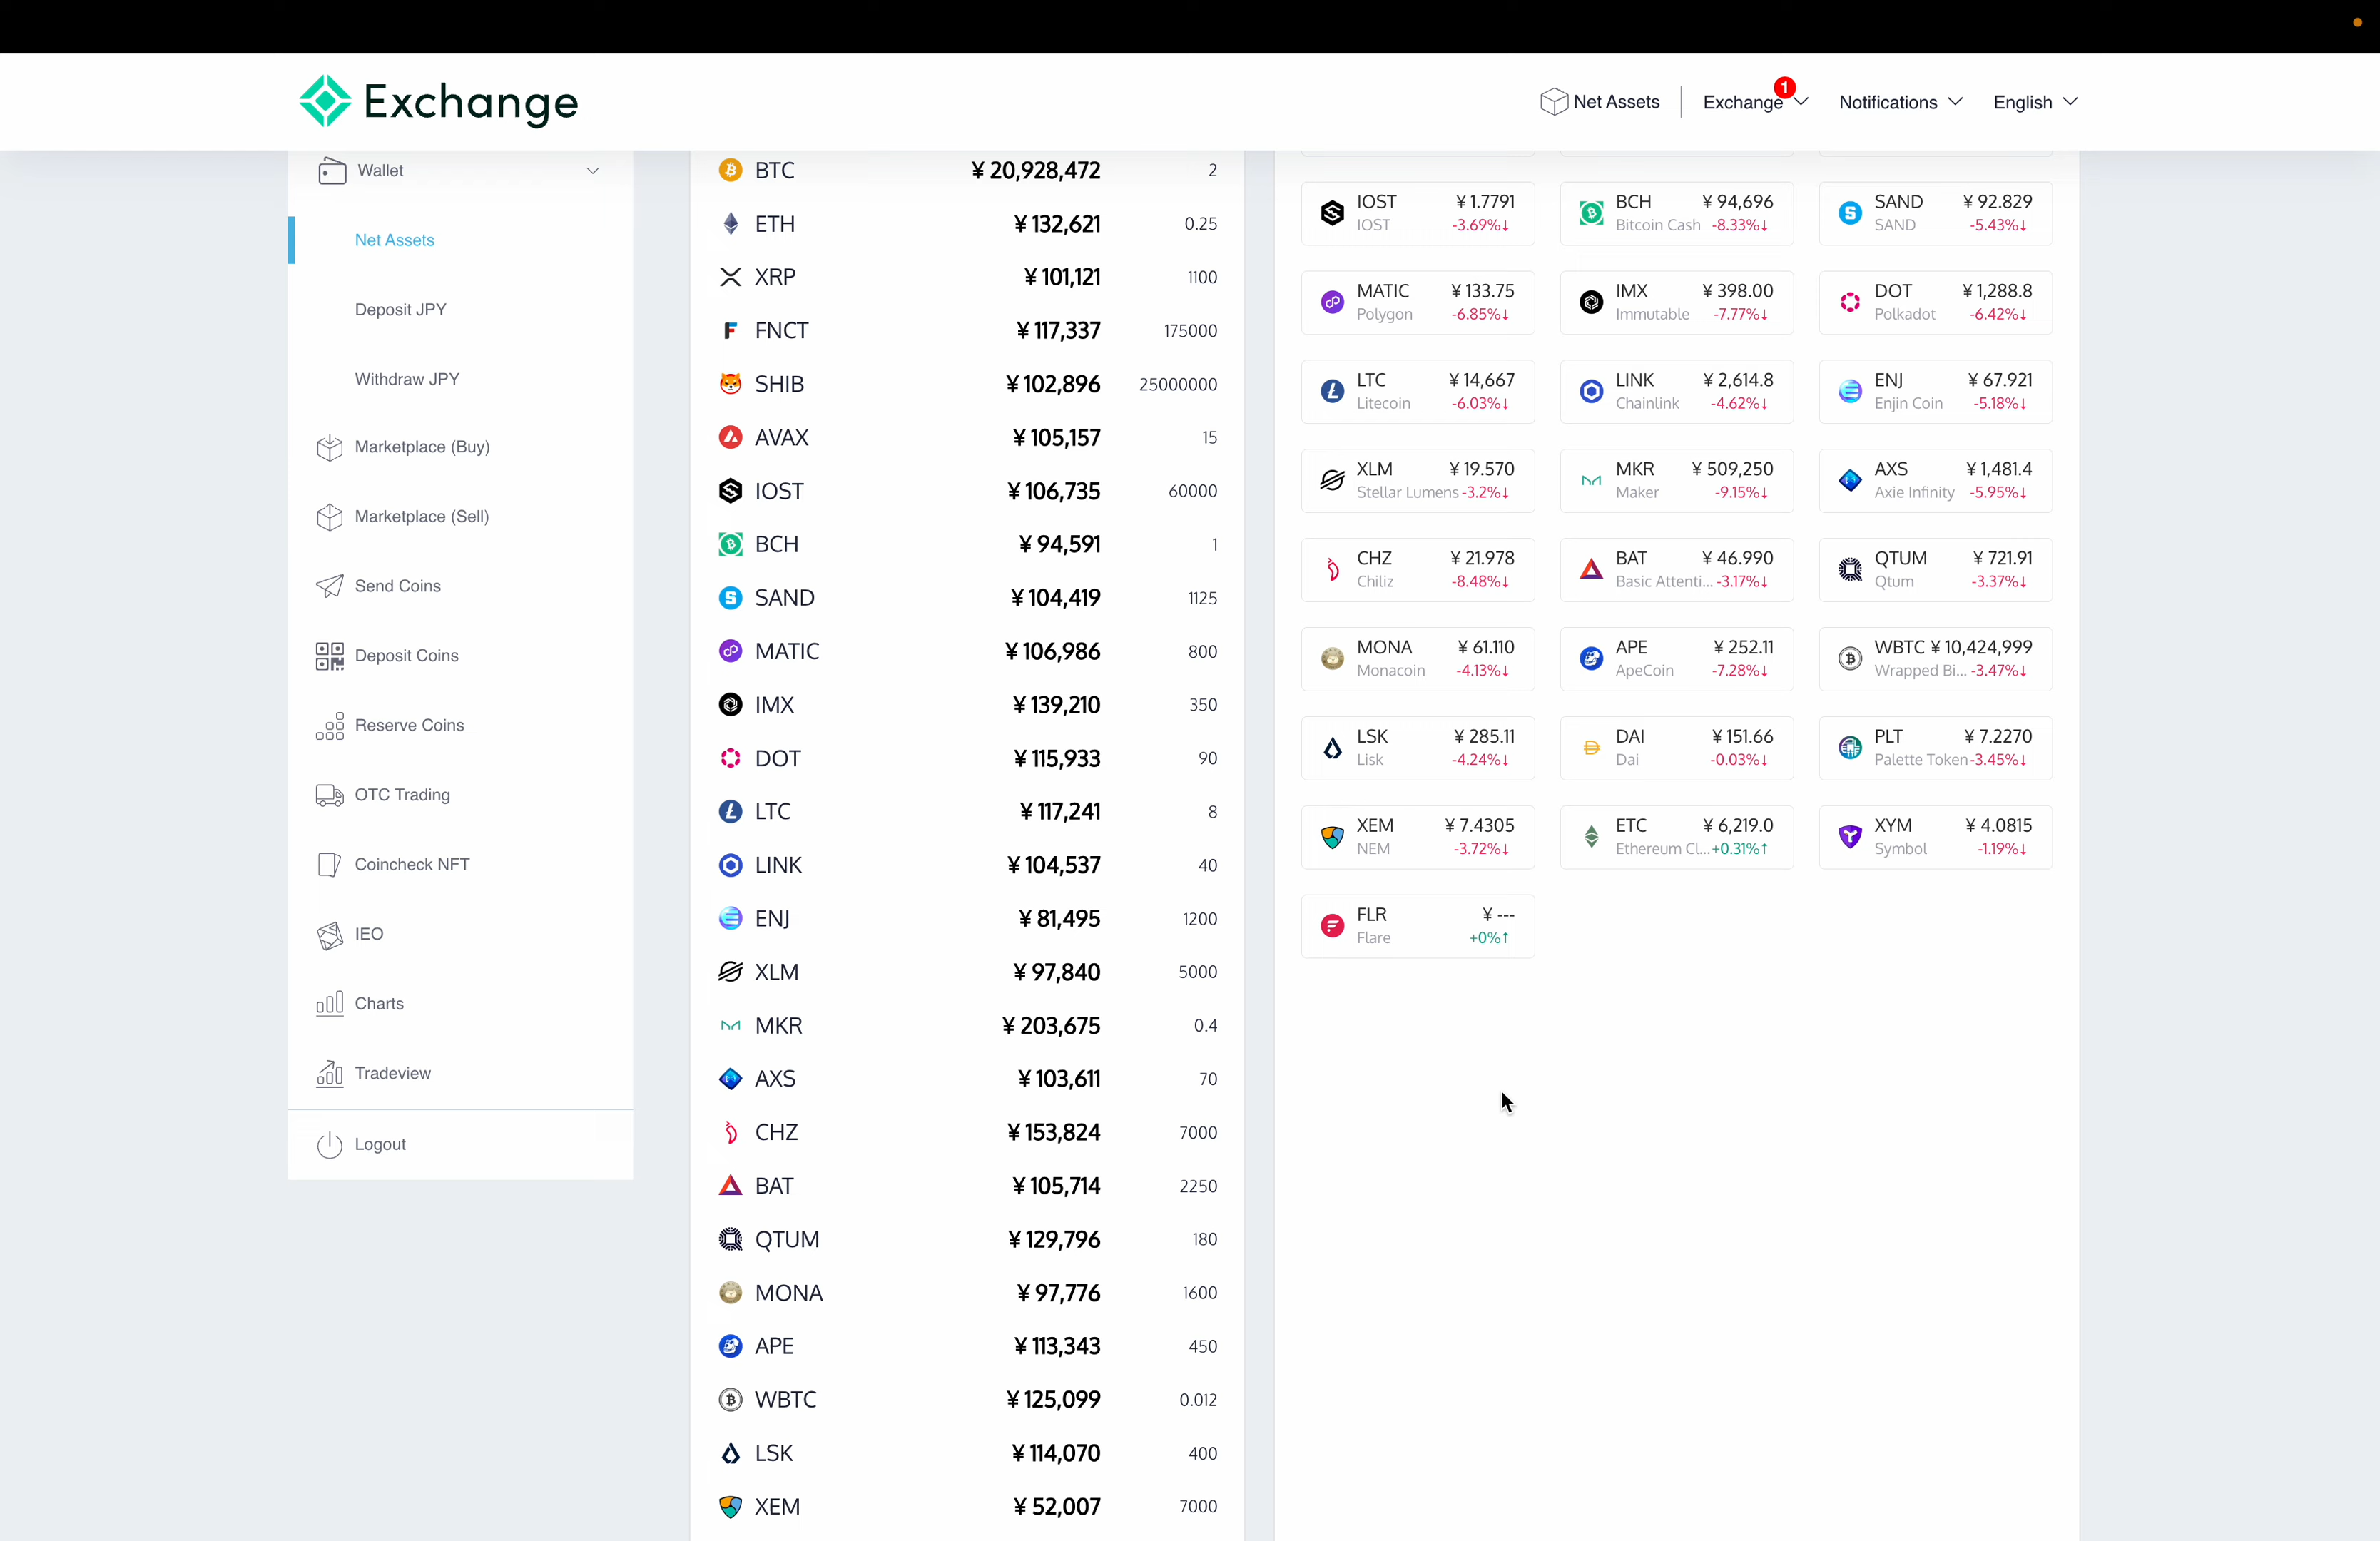 Exchange
Net Assets
Exchange
1
Notifications
English
Wallet
Net Assets
Deposit JPY
Withdraw JPY
Marketplace (Buy)
Marketplace (Sell)
Send Coins
Deposit Coins
Reserve Coins
OTC Trading
Coincheck NFT
IEO
Charts
Tradeview
Logout
BTC ¥ 20,928,472 2
ETH ¥ 132,621 0.25
XRP ¥ 101,121 1100
FNCT ¥ 117,337 175000
SHIB ¥ 102,896 25000000
AVAX ¥ 105,157 15
IOST ¥ 106,735 60000
BCH ¥ 94,591 1
SAND ¥ 104,419 1125
MATIC ¥ 106,986 800
IMX ¥ 139,210 350
DOT ¥ 115,933 90
LTC ¥ 117,241 8
LINK ¥ 104,537 40
ENJ ¥ 81,495 1200
XLM ¥ 97,840 5000
MKR ¥ 203,675 0.4
AXS ¥ 103,611 70
CHZ ¥ 153,824 7000
BAT ¥ 105,714 2250
QTUM ¥ 129,796 180
MONA ¥ 97,776 1600
APE ¥ 113,343 450
WBTC ¥ 125,099 0.012
LSK ¥ 114,070 400
XEM ¥ 52,007 7000
IOST ¥ 1.7791
IOST -3.69%↓
BCH ¥ 94,696
Bitcoin Cash -8.33%↓
SAND ¥ 92.829
SAND -5.43%↓
MATIC ¥ 133.75
Polygon -6.85%↓
IMX ¥ 398.00
Immutable -7.77%↓
DOT ¥ 1,288.8
Polkadot -6.42%↓
LTC ¥ 14,667
Litecoin -6.03%↓
LINK ¥ 2,614.8
Chainlink -4.62%↓
ENJ ¥ 67.921
Enjin Coin -5.18%↓
XLM ¥ 19.570
Stellar Lumens -3.2%↓
MKR ¥ 509,250
Maker -9.15%↓
AXS ¥ 1,481.4
Axie Infinity -5.95%↓
CHZ ¥ 21.978
Chiliz -8.48%↓
BAT ¥ 46.990
Basic Attenti... -3.17%↓
QTUM ¥ 721.91
Qtum -3.37%↓
MONA ¥ 61.110
Monacoin -4.13%↓
APE ¥ 252.11
ApeCoin -7.28%↓
WBTC ¥ 10,424,999
Wrapped Bi... -3.47%↓
LSK ¥ 285.11
Lisk -4.24%↓
DAI ¥ 151.66
Dai -0.03%↓
PLT ¥ 7.2270
Palette Token -3.45%↓
XEM ¥ 7.4305
NEM -3.72%↓
ETC ¥ 6,219.0
Ethereum Cl... +0.31%↑
XYM ¥ 4.0815
Symbol -1.19%↓
FLR ¥ ---
Flare +0%↑